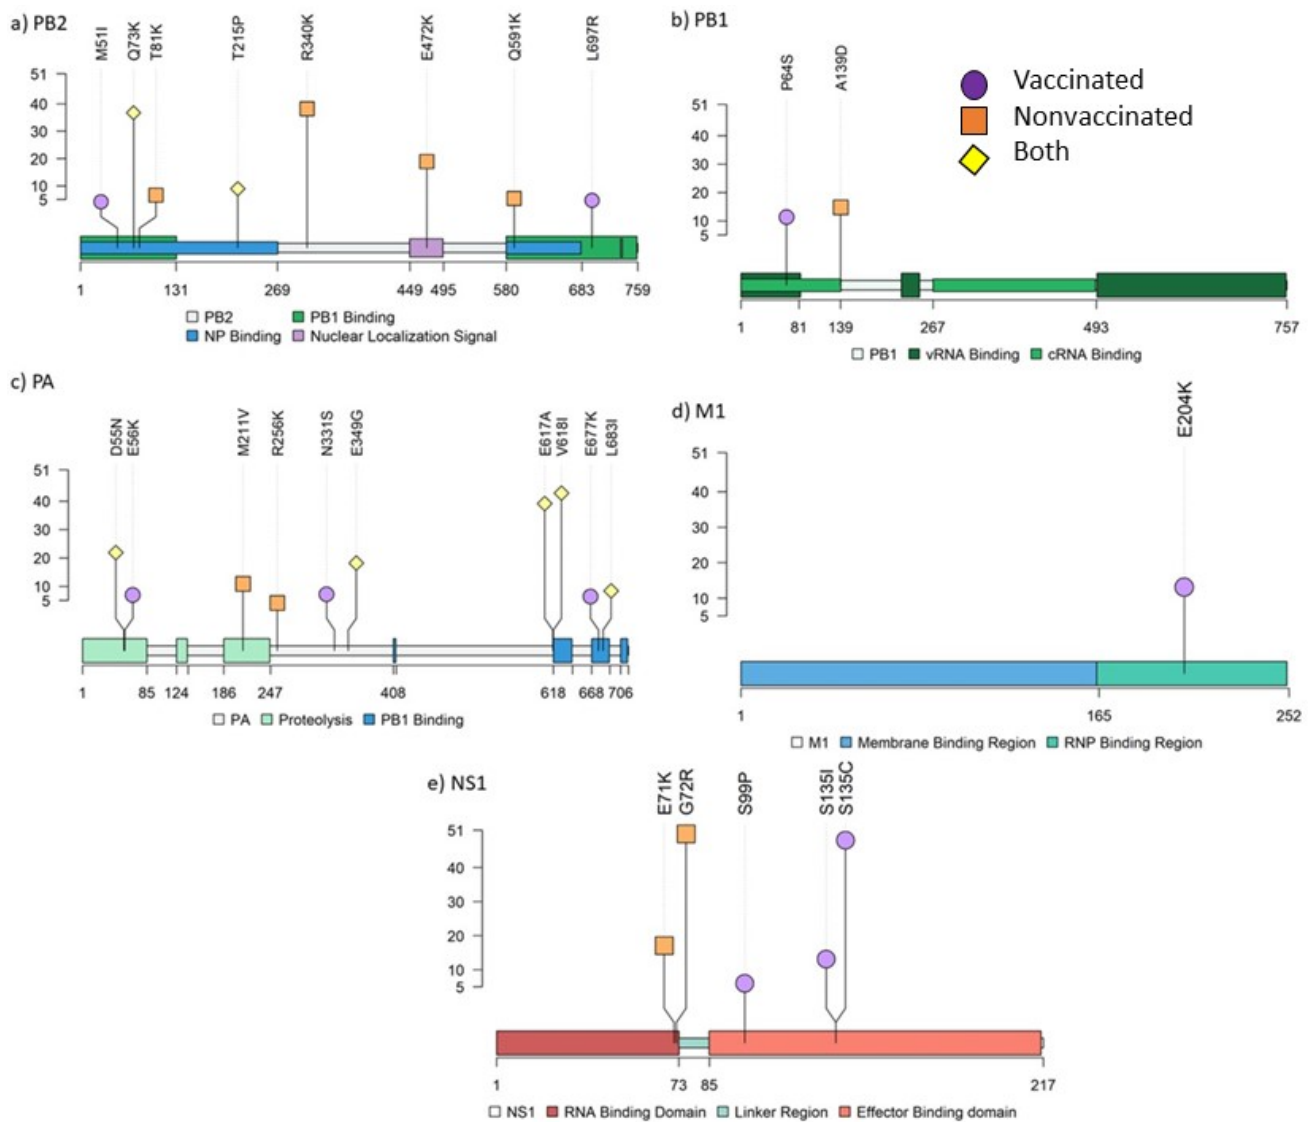 a) PB2
M51I
Q73K
T81K
T215P
R340K
E472K
Q591K
L697R
51
40
30
20
10
5
1 131 269 449 495 580 683 759
PB2 PB1 Binding
NP Binding Nuclear Localization Signal
b) PB1
P64S
A139D
Vaccinated
Nonvaccinated
Both
51
40
30
20
10
5
1 81 139 267 493 757
PB1 vRNA Binding cRNA Binding
c) PA
D55N
E56K
M211V
R256K
N331S
E349G
E617A
V618I
E677K
L683I
51
40
30
20
10
5
1 85 124 186 247 408 618 668 706
PA Proteolysis PB1 Binding
d) M1
E204K
51
40
30
20
10
5
1 165 252
M1 Membrane Binding Region RNP Binding Region
e) NS1
E71K
G72R
S99P
S135I
S135C
51
40
30
20
10
5
1 73 85 217
NS1 RNA Binding Domain Linker Region Effector Binding domain